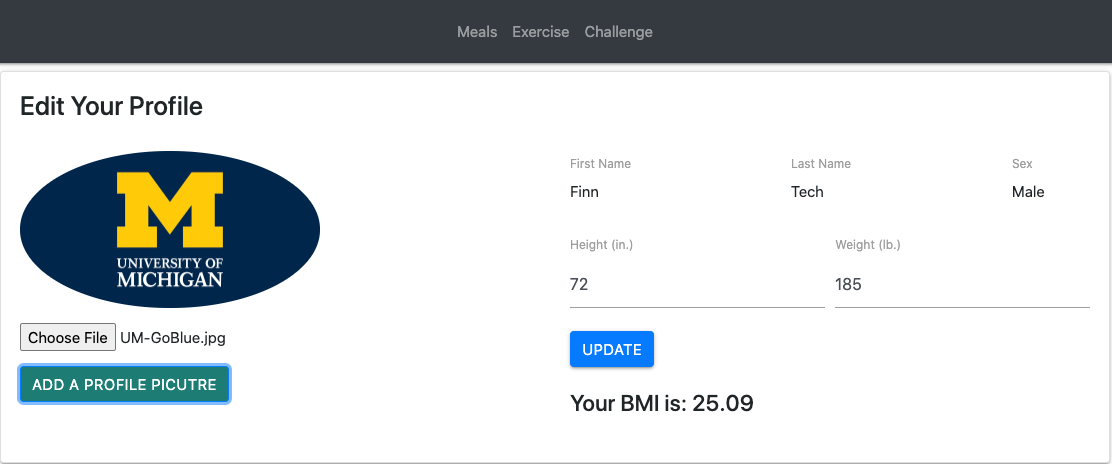 Meals Exercise Challenge
Edit Your Profile
UNIVERSITY OF
MICHIGAN
Choose File UM-GoBlue.jpg
ADD A PROFILE PICUTRE
First Name Last Name Sex
Finn Tech Male
Height (in.) Weight (lb.)
72 185
UPDATE
Your BMI is: 25.09